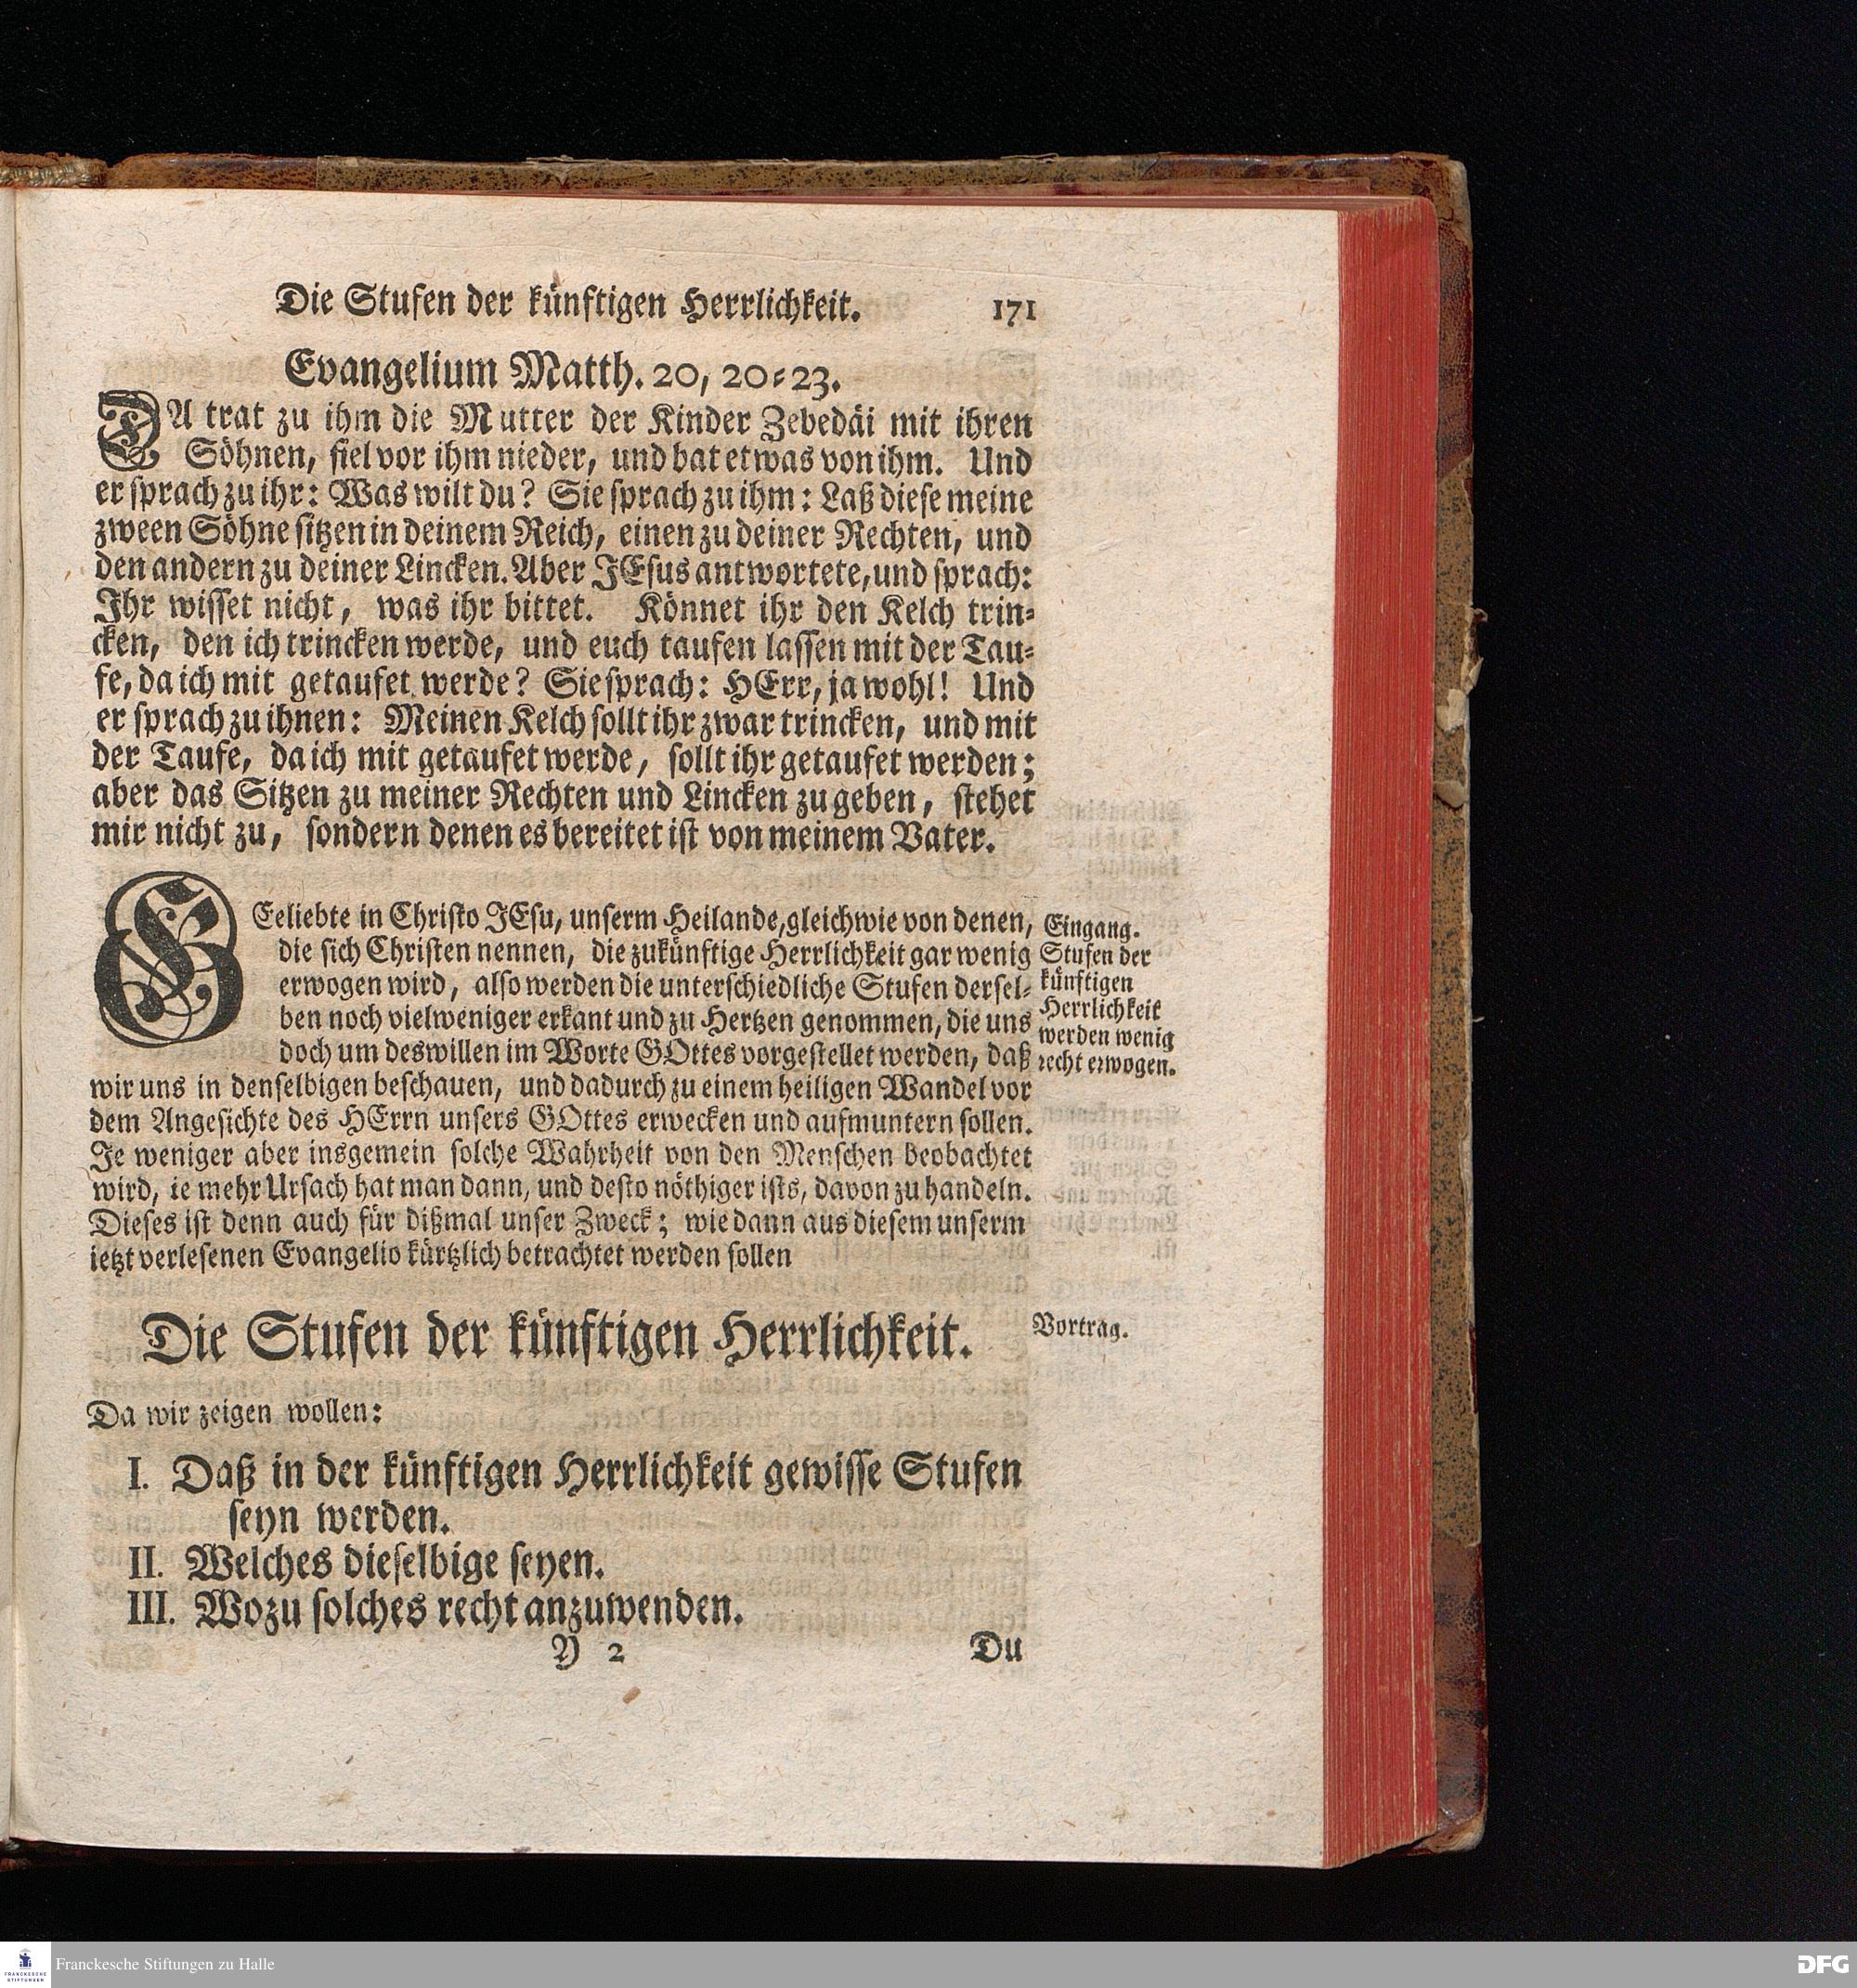 Die Stufen der künftigen Herrlichkeit. 171
Evangelium Matth. 20, 20-23.
DA trat zu ihm die Mutter der Kinder Zebedäi mit ihren
Söhnen, fiel vor ihm nieder, und bat etwas von ihm. Und
er sprach zu ihr: Was wilt du? Sie sprach zu ihm: Laß diese meine
zween Söhne sitzen in deinem Reich, einen zu deiner Rechten, und
den andern zu deiner Lincken. Aber JEsus antwortete, und sprach:
Ihr wisset nicht, was ihr bittet. Könnet ihr den Kelch trin-
cken, den ich trincken werde, und euch taufen lassen mit der Tau-
fe, da ich mit getaufet werde? Sie sprach: HErr, ja wohl! Und
er sprach zu ihnen: Meinen Kelch sollt ihr zwar trincken, und mit
der Taufe, da ich mit getaufet werde, sollt ihr getaufet werden;
aber das Sitzen zu meiner Rechten und Lincken zu geben, stehet
mir nicht zu, sondern denen es bereitet ist von meinem Vater.
GEeliebte in Christo JEsu, unserm Heilande, gleichwie von denen,
die sich Christen nennen, die zukünftige Herrlichkeit gar wenig
erwogen wird, also werden die unterschiedliche Stufen dersel-
ben noch vielweniger erkant und zu Hertzen genommen, die uns
doch um deswillen im Worte GOttes vorgestellet werden, daß
wir uns in denselbigen beschauen, und dadurch zu einem heiligen Wandel vor
dem Angesichte des HErrn unsers GOttes erwecken und aufmuntern sollen.
Je weniger aber insgemein solche Wahrheit von den Menschen beobachtet
wird, ie mehr Ursach hat man dann, und desto nöthiger ists, davon zu handeln.
Dieses ist denn auch für dißmal unser Zweck; wie dann aus diesem unserm
ietzt verlesenen Evangelio kürtzlich betrachtet werden sollen
Eingang.
Stufen der
künftigen
Herrlichkeit
werden wenig
recht erwogen.
Die Stufen der künftigen Herrlichkeit.
Vortrag.
Da wir zeigen wollen:
I. Daß in der künftigen Herrlichkeit gewisse Stufen
seyn werden.
II. Welches dieselbige seyen.
III. Wozu solches recht anzuwenden.
Y 2 Du
FRANCKESCHE
STIFTUNGEN
Franckesche Stiftungen zu Halle
DFG